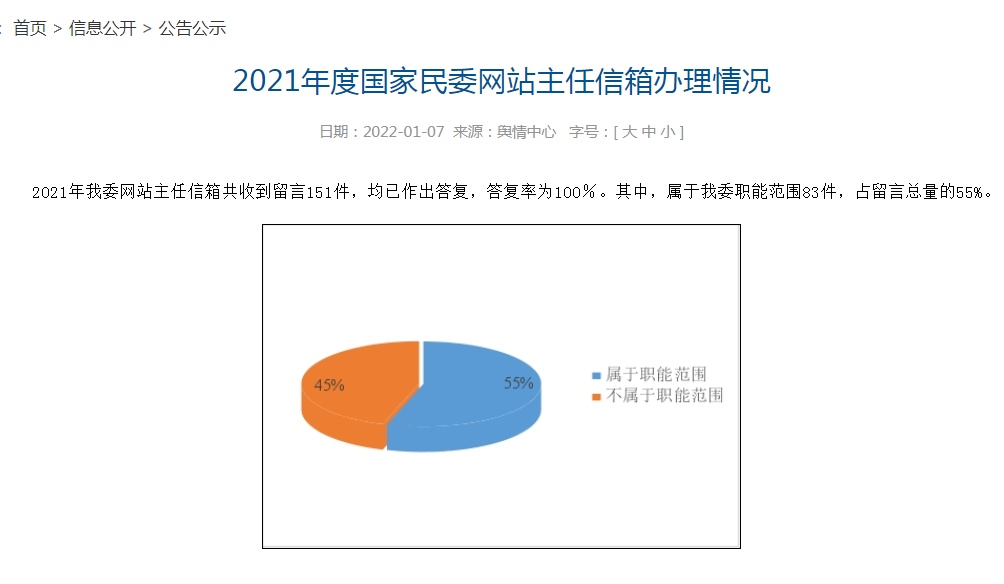 ：首页 > 信息公开 > 公告公示
2021年度国家民委网站主任信箱办理情况
日期：2022-01-07 来源：舆情中心 字号：[ 大 中 小 ]
2021年我委网站主任信箱共收到留言151件，均已作出答复，答复率为100％。其中，属于我委职能范围83件，占留言总量的55%。
45%
55%
属于职能范围
不属于职能范围